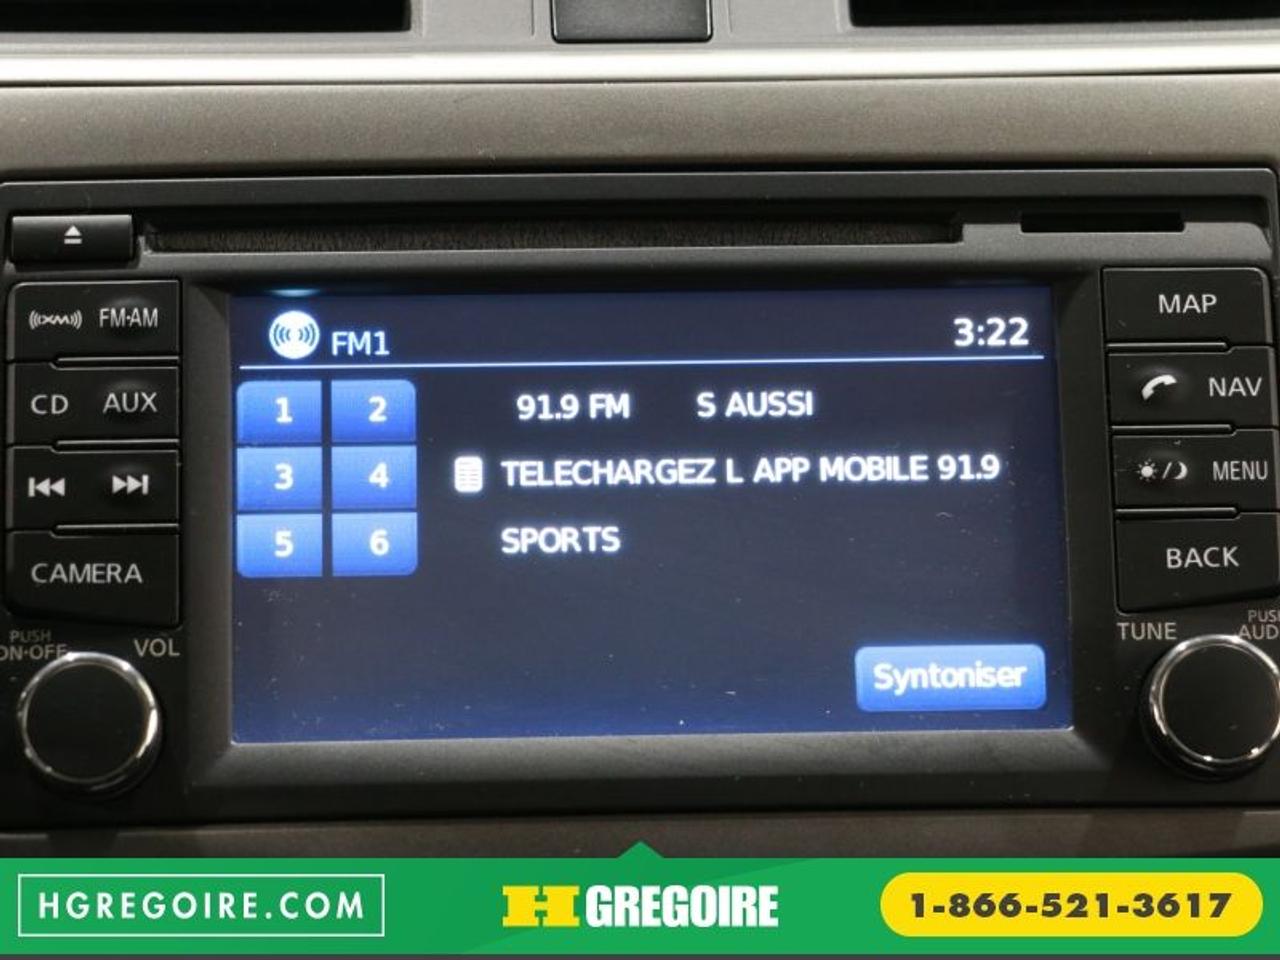 ((XM)) FM·AM
MAP
FM1 3:22
CD AUX
1 2 91.9 FM S AUSSI
NAV
3 4 TELECHARGEZ L APP MOBILE 91.9
MENU
5 6 SPORTS
CAMERA
BACK
PUSH
ON·OFF VOL
TUNE
Syntoniser
HGREGOIRE.COM
H GREGOIRE
1-866-521-3617